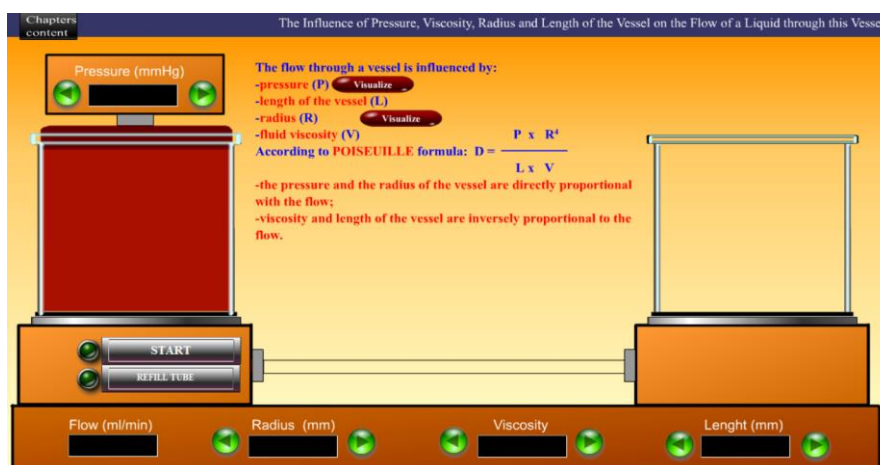 Chapters
content
The Influence of Pressure, Viscosity, Radius and Length of the Vessel on the Flow of a Liquid through this Vesse
Pressure (mmHg)
The flow through a vessel is influenced by:
-pressure (P) Visualize
-length of the vessel (L)
-radius (R) Visualize
-fluid viscosity (V)
According to POISEUILLE formula: D =
P x R⁴
L x V
-the pressure and the radius of the vessel are directly proportional
with the flow;
-viscosity and length of the vessel are inversely proportional to the
flow.
START
REFILL TUBE
Flow (ml/min) Radius (mm) Viscosity Lenght (mm)